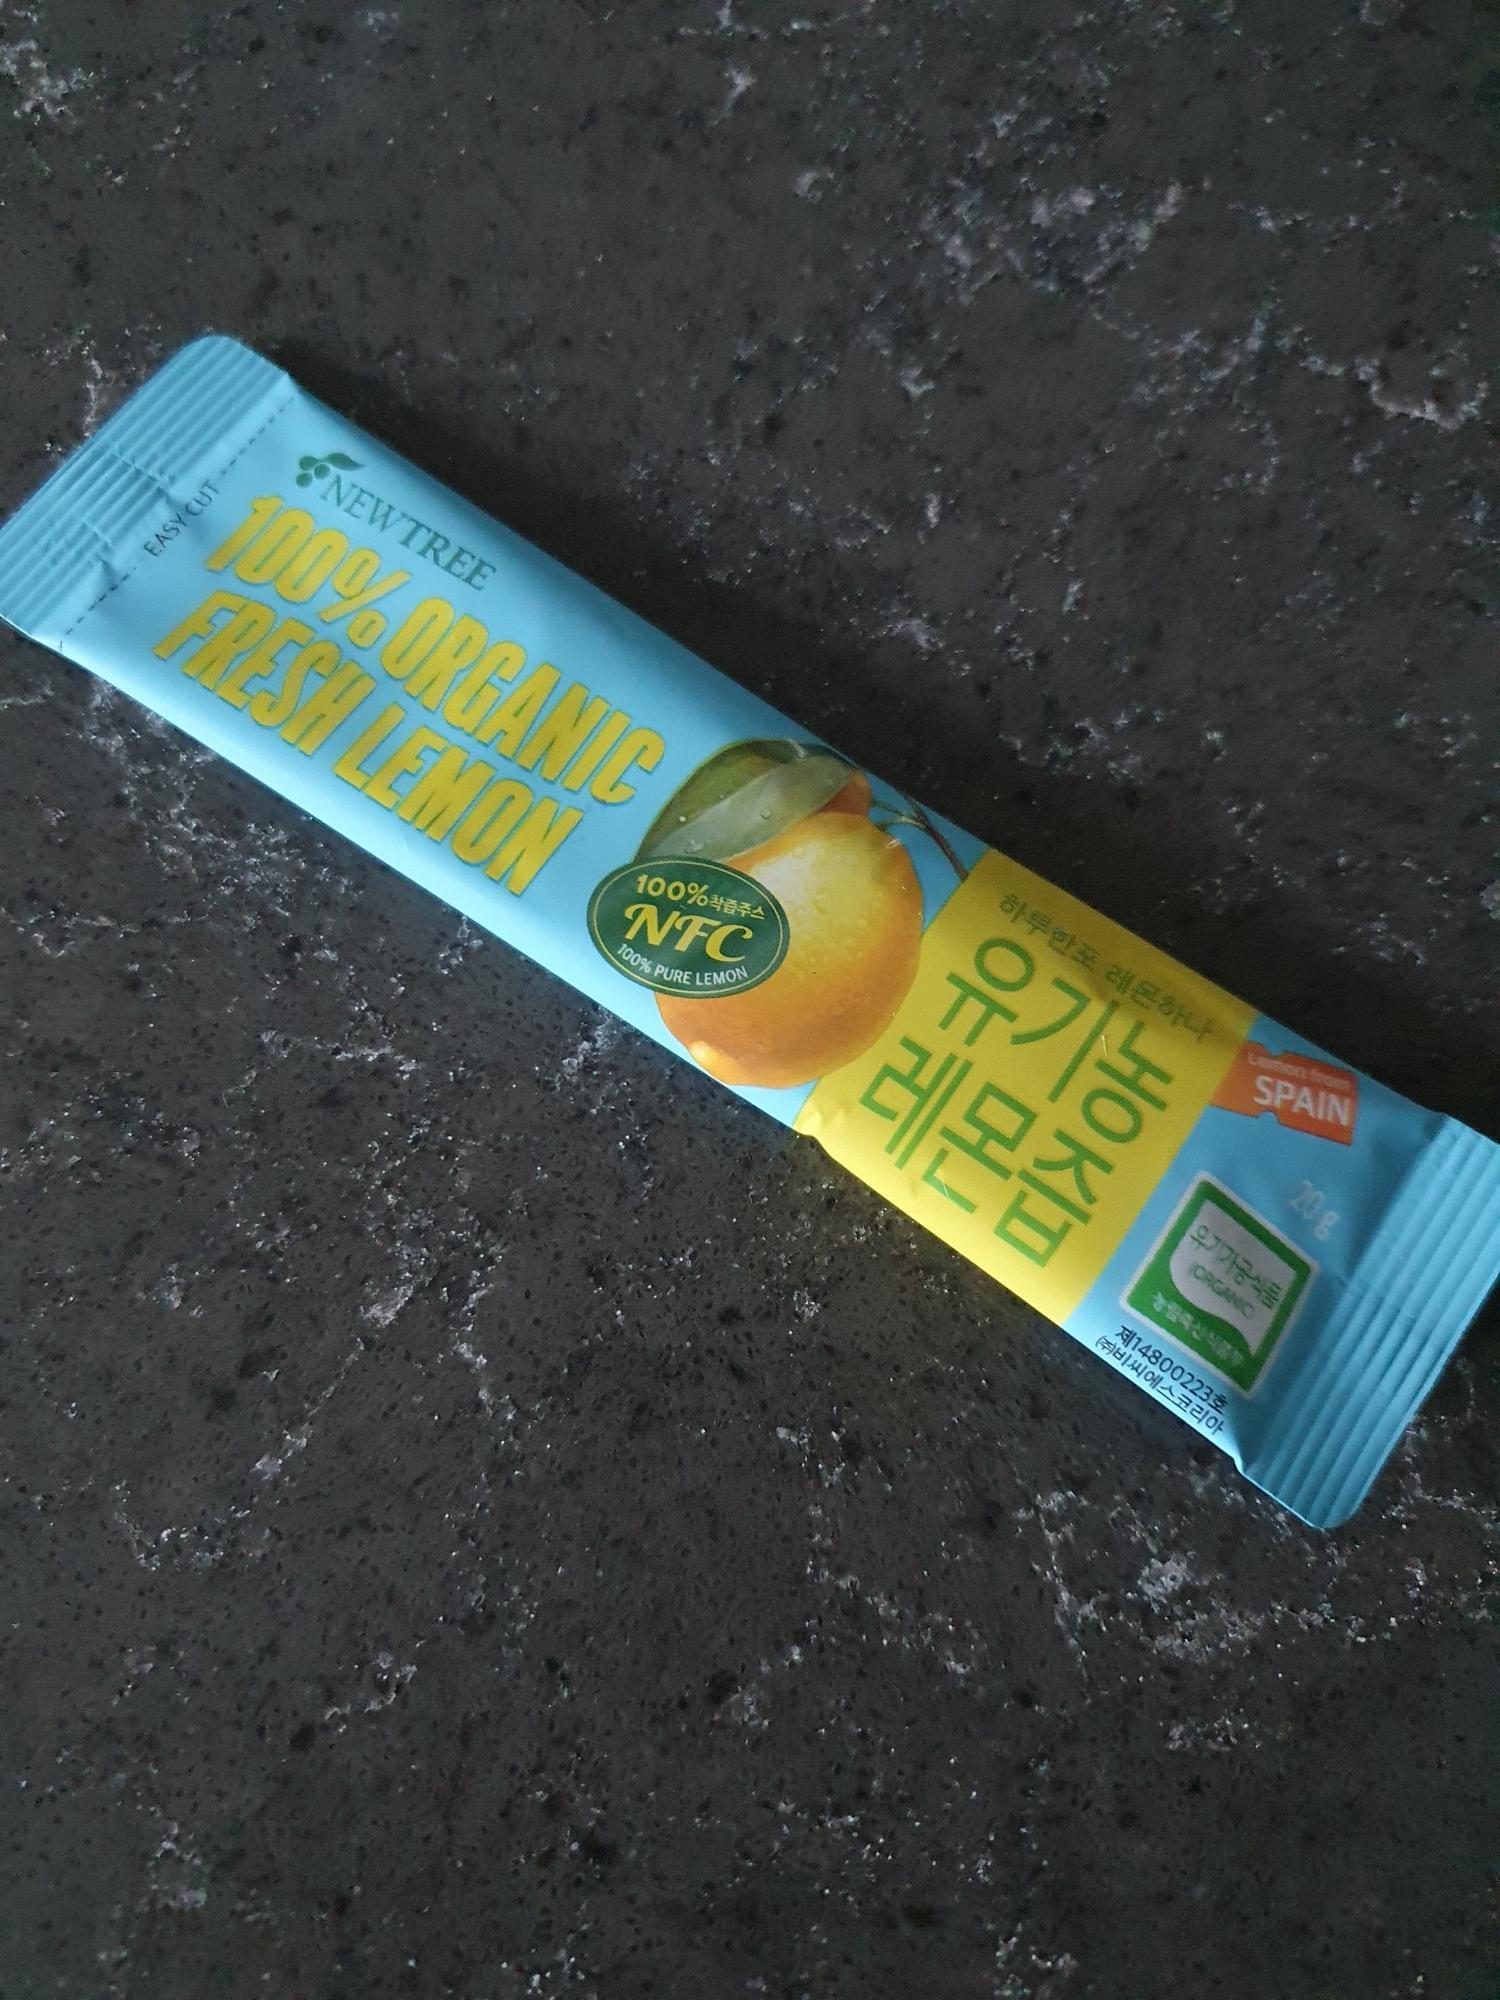 EASY CUT
NEWTREE
100% ORGANIC
FRESH LEMON
100%착즙주스
NFC
100% PURE LEMON
하루한포 레몬하나
유기농
레몬즙
Lemon from
SPAIN
20 g
유기가공식품
(ORGANIC)
농림축산식품부
제14800223호
(주)비씨에스코리아